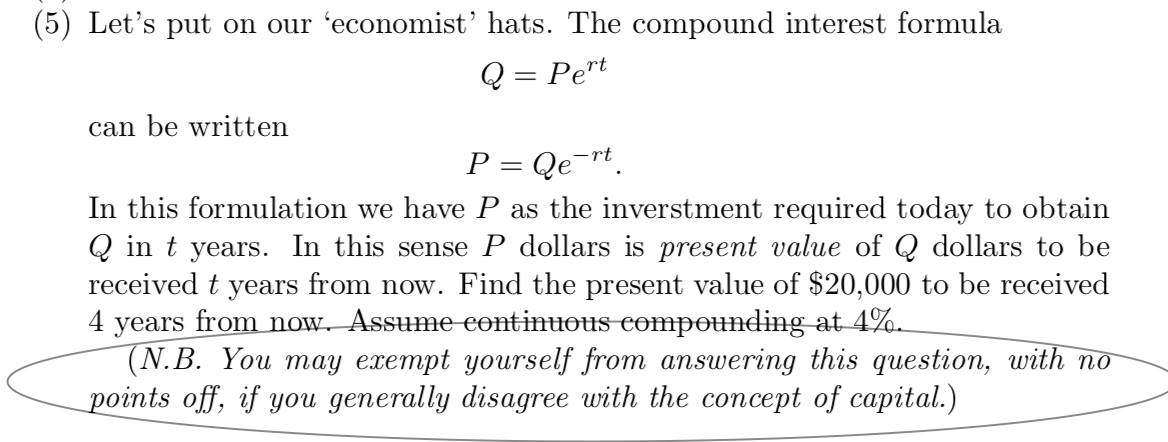 (5) Let's put on our ‘economist’ hats. The compound interest formula
Q = Pe^{rt}
can be written
P = Qe^{−rt}.
In this formulation we have P as the inverstment required today to obtain
Q in t years. In this sense P dollars is present value of Q dollars to be
received t years from now. Find the present value of $20,000 to be received
4 years from now. Assume continuous compounding at 4%.
(N.B. You may exempt yourself from answering this question, with no
points off, if you generally disagree with the concept of capital.)